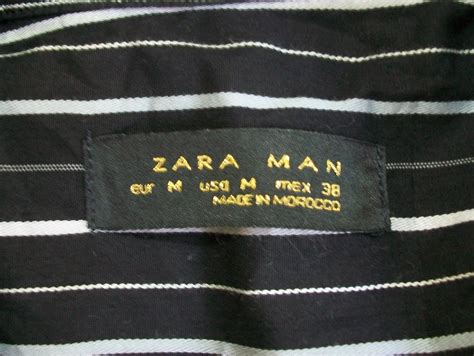 ZARA MAN
eur M usa M mex 38
MADE IN MOROCCO